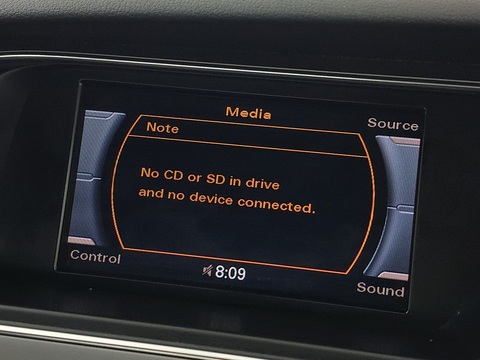 Media
Source
Note
No CD or SD in drive
and no device connected.
Control
8:09
Sound